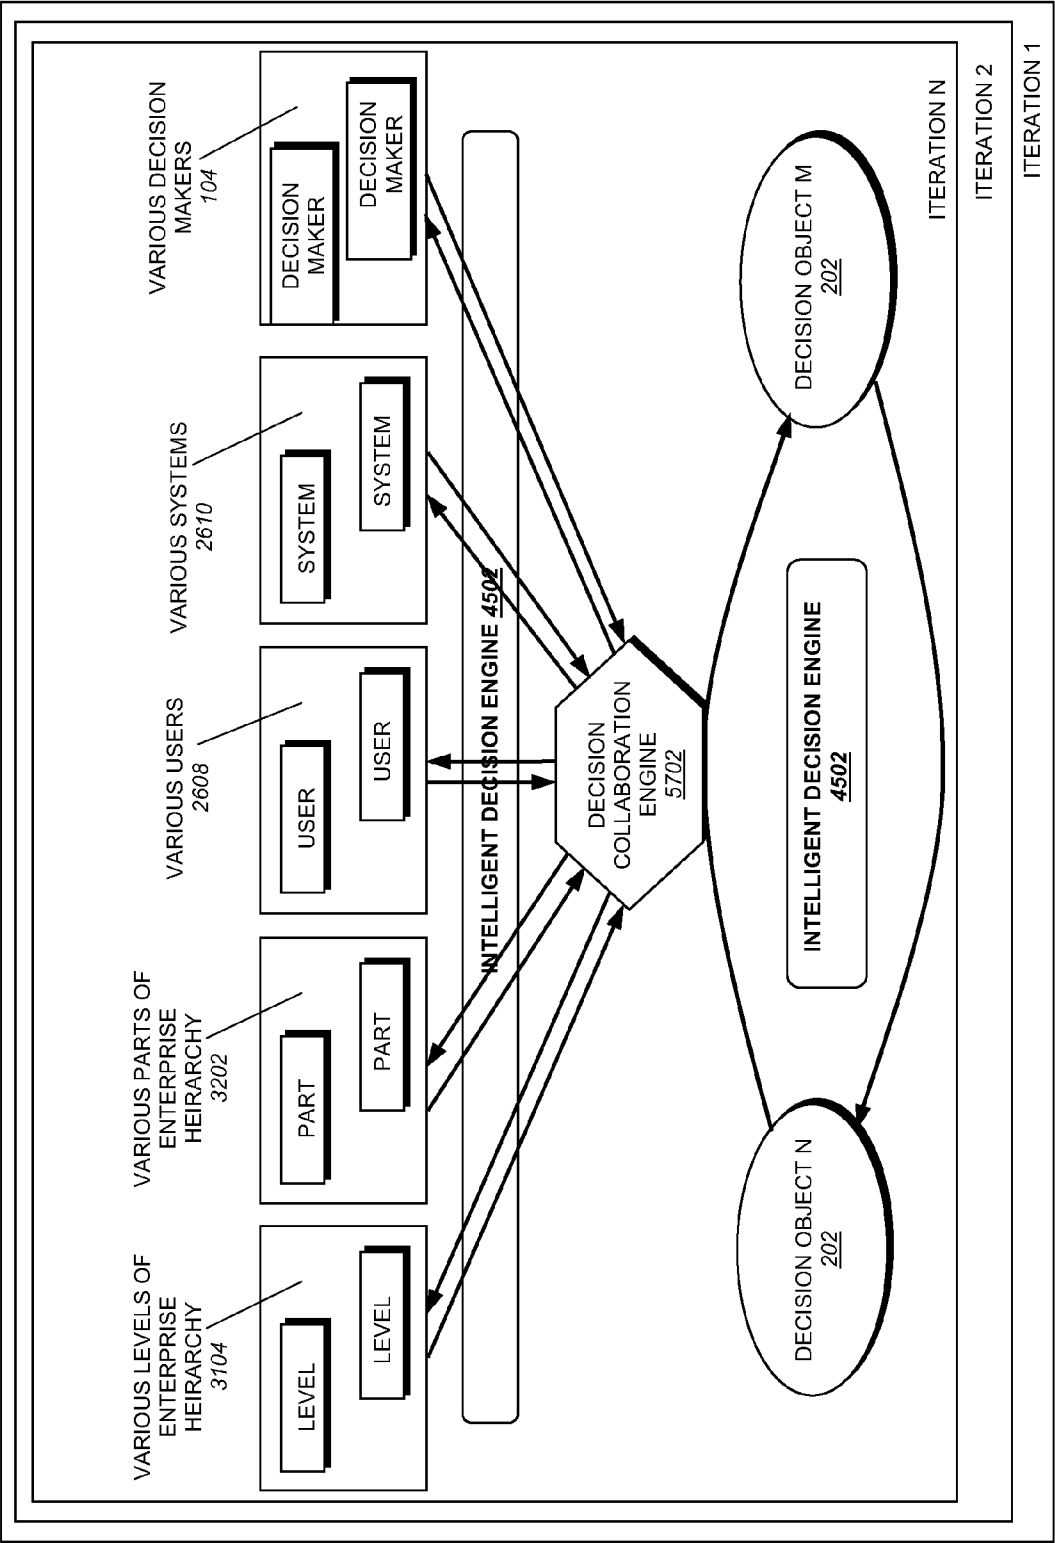 VARIOUS LEVELS OF
ENTERPRISE
HEIRARCHY
3104
VARIOUS PARTS OF
ENTERPRISE
HEIRARCHY
3202
VARIOUS USERS
2608
VARIOUS SYSTEMS
2610
VARIOUS DECISION
MAKERS
104
LEVEL
LEVEL
PART
PART
USER
USER
SYSTEM
SYSTEM
DECISION
MAKER
DECISION
MAKER
INTELLIGENT DECISION ENGINE 4502
DECISION
COLLABORATION
ENGINE
5702
DECISION OBJECT N
202
INTELLIGENT DECISION ENGINE
4502
DECISION OBJECT M
202
ITERATION N
ITERATION 2
ITERATION 1